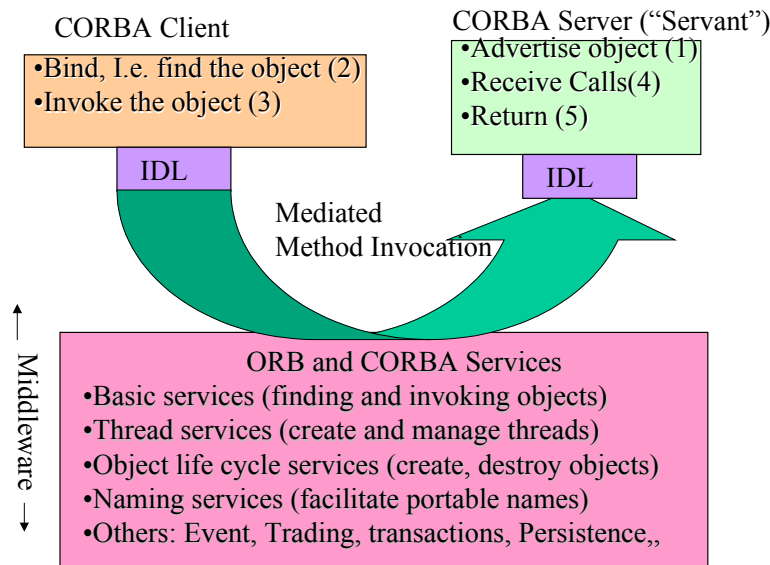 CORBA Client
•Bind, I.e. find the object (2)
•Invoke the object (3)
IDL
CORBA Server (“Servant”)
•Advertise object (1)
•Receive Calls(4)
•Return (5)
IDL
Mediated
Method Invocation
Middleware
ORB and CORBA Services
•Basic services (finding and invoking objects)
•Thread services (create and manage threads)
•Object life cycle services (create, destroy objects)
•Naming services (facilitate portable names)
•Others: Event, Trading, transactions, Persistence,,